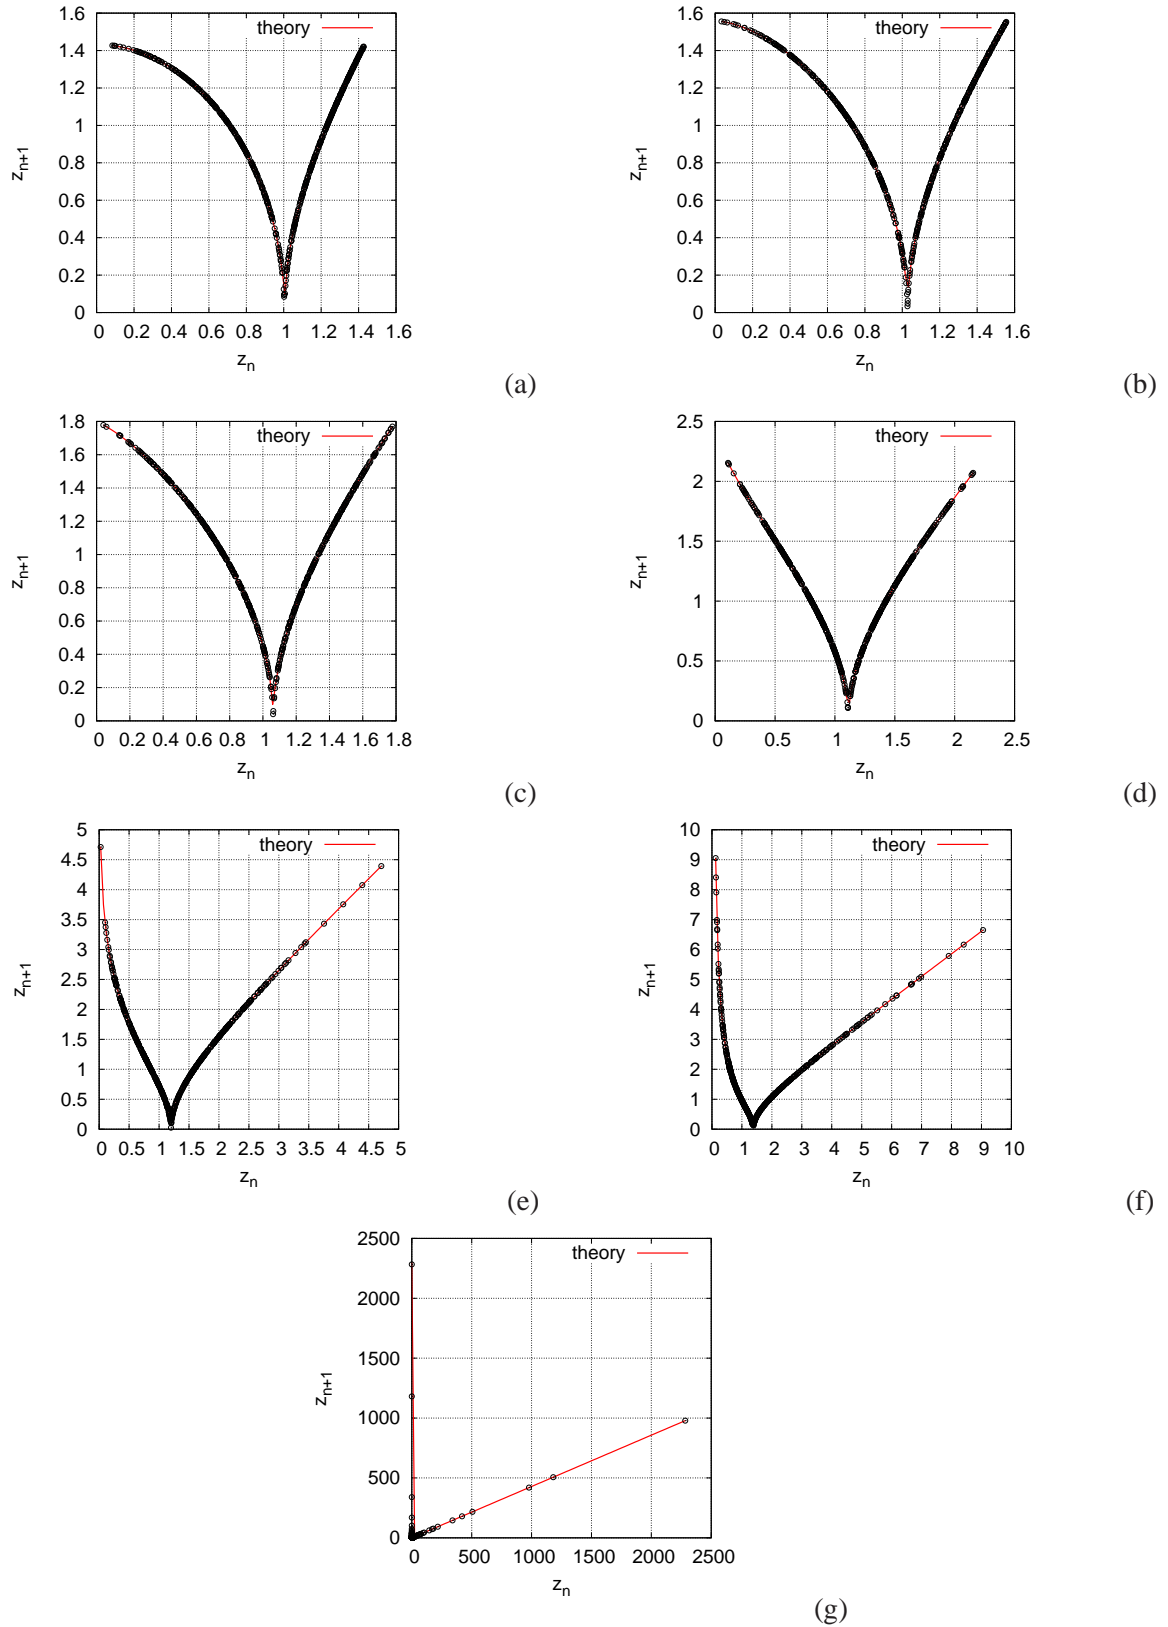 theory
1.6
1.4
1.2
1
0.8
0.6
0.4
0.2
0
z_{n+1}
0 0.2 0.4 0.6 0.8 1 1.2 1.4 1.6
z_n
(a)
theory
1.6
1.4
1.2
1
0.8
0.6
0.4
0.2
0
z_{n+1}
0 0.2 0.4 0.6 0.8 1 1.2 1.4 1.6
z_n
(b)
theory
1.8
1.6
1.4
1.2
1
0.8
0.6
0.4
0.2
0
z_{n+1}
0 0.2 0.4 0.6 0.8 1 1.2 1.4 1.6 1.8
z_n
(c)
theory
2.5
2
1.5
1
0.5
0
z_{n+1}
0 0.5 1 1.5 2 2.5
z_n
(d)
theory
5
4.5
4
3.5
3
2.5
2
1.5
1
0.5
0
z_{n+1}
0 0.5 1 1.5 2 2.5 3 3.5 4 4.5 5
z_n
(e)
theory
10
9
8
7
6
5
4
3
2
1
0
z_{n+1}
0 1 2 3 4 5 6 7 8 9 10
z_n
(f)
theory
2500
2000
1500
1000
500
0
z_{n+1}
0 500 1000 1500 2000 2500
z_n
(g)